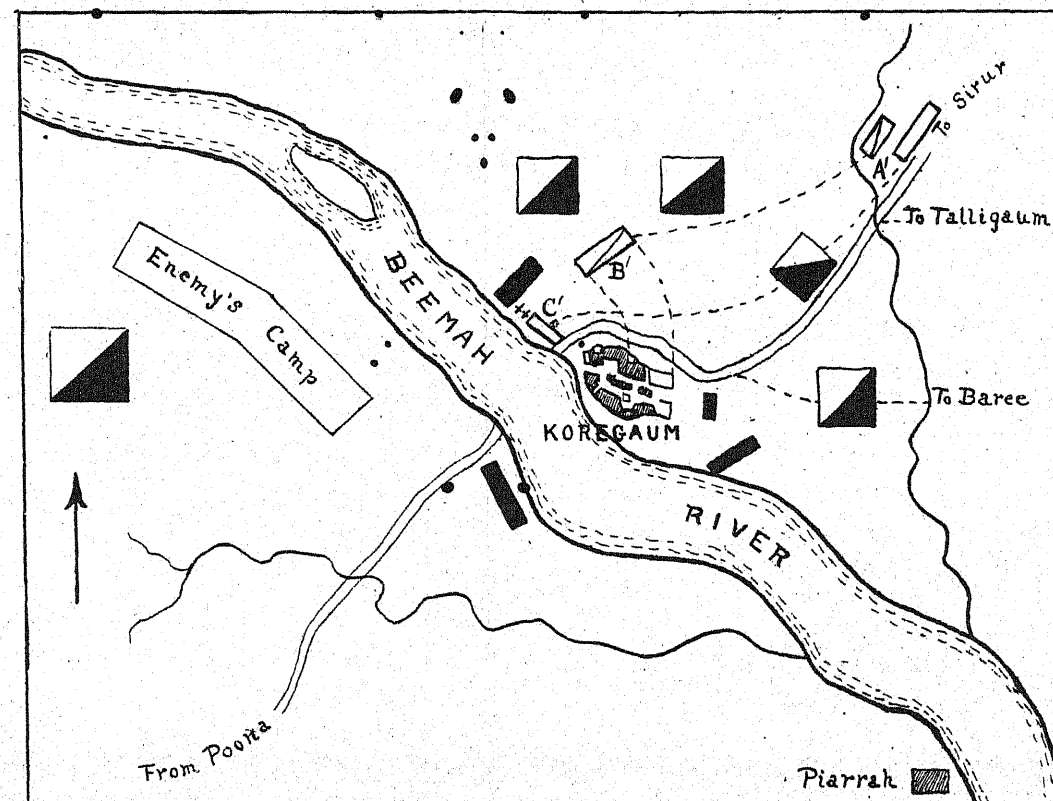 To Sirur
A'
To Talligaum
B'
Enemy's Camp
C'
BEEMAH
To Baree
KOREGAUM
RIVER
From Poona
Piarrah